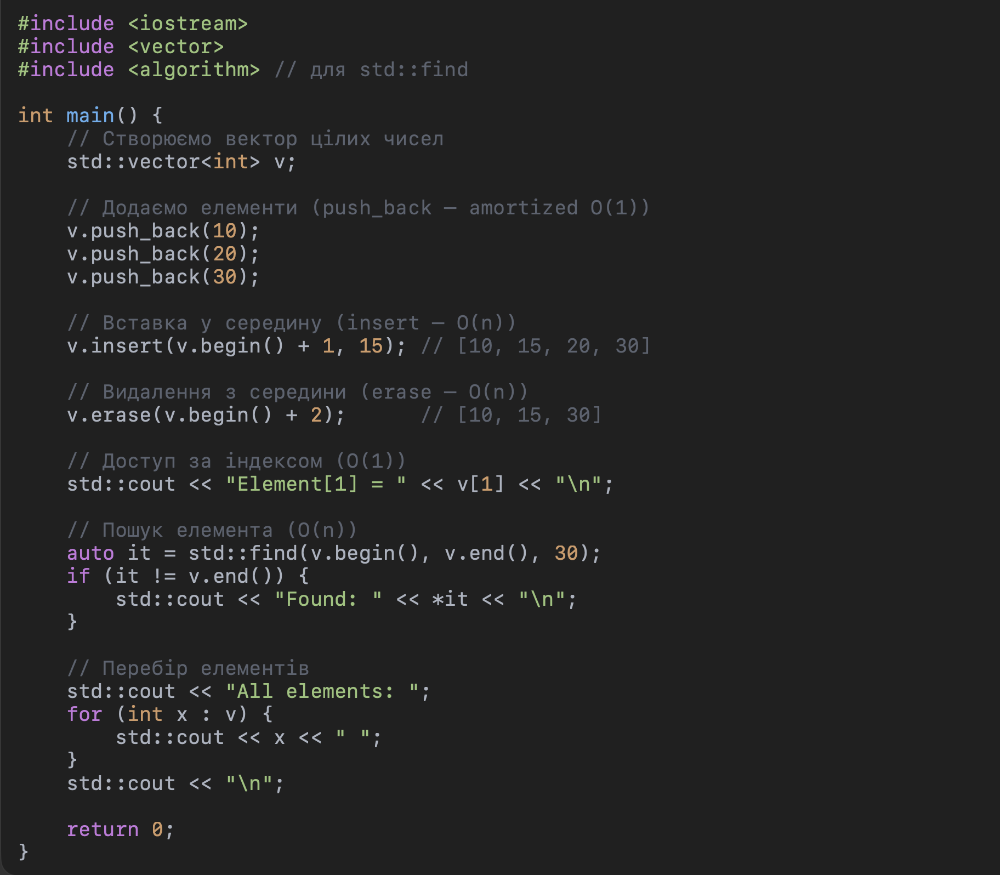 #include <iostream>
#include <vector>
#include <algorithm> // для std::find
int main() {
    // Створюємо вектор цілих чисел
    std::vector<int> v;
    // Додаємо елементи (push_back — amortized O(1))
    v.push_back(10);
    v.push_back(20);
    v.push_back(30);
    // Вставка у середину (insert — O(n))
    v.insert(v.begin() + 1, 15); // [10, 15, 20, 30]
    // Видалення з середини (erase — O(n))
    v.erase(v.begin() + 2);      // [10, 15, 30]
    // Доступ за індексом (O(1))
    std::cout << "Element[1] = " << v[1] << "\n";
    // Пошук елемента (O(n))
    auto it = std::find(v.begin(), v.end(), 30);
    if (it != v.end()) {
        std::cout << "Found: " << *it << "\n";
    }
    // Перебір елементів
    std::cout << "All elements: ";
    for (int x : v) {
        std::cout << x << " ";
    }
    std::cout << "\n";
    return 0;
}